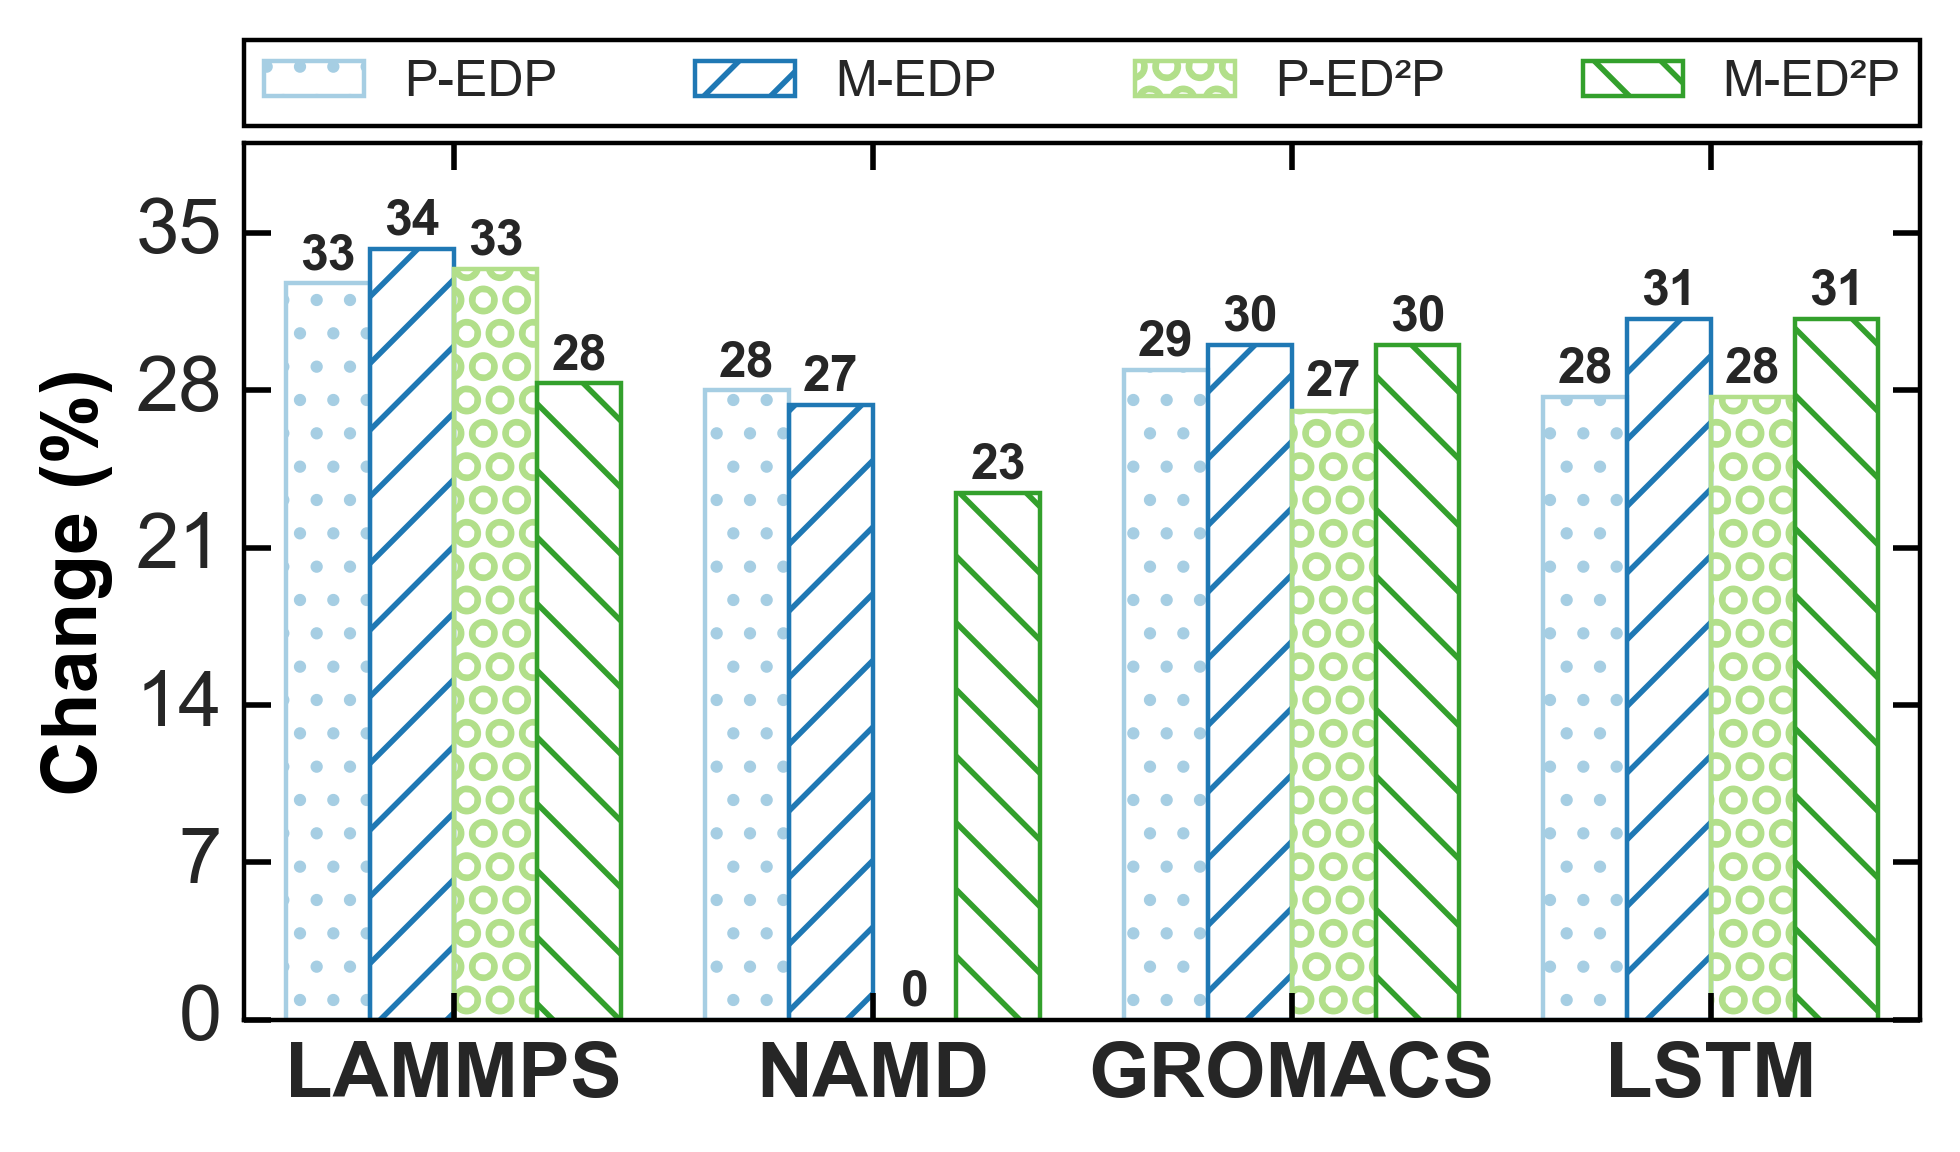 P-EDP M-EDP P-ED²P M-ED²P
Change (%)
35
28
21
14
7
0
33 34 33 28
28 27 0 23
29 30 27 30
28 31 28 31
LAMMPS NAMD GROMACS LSTM